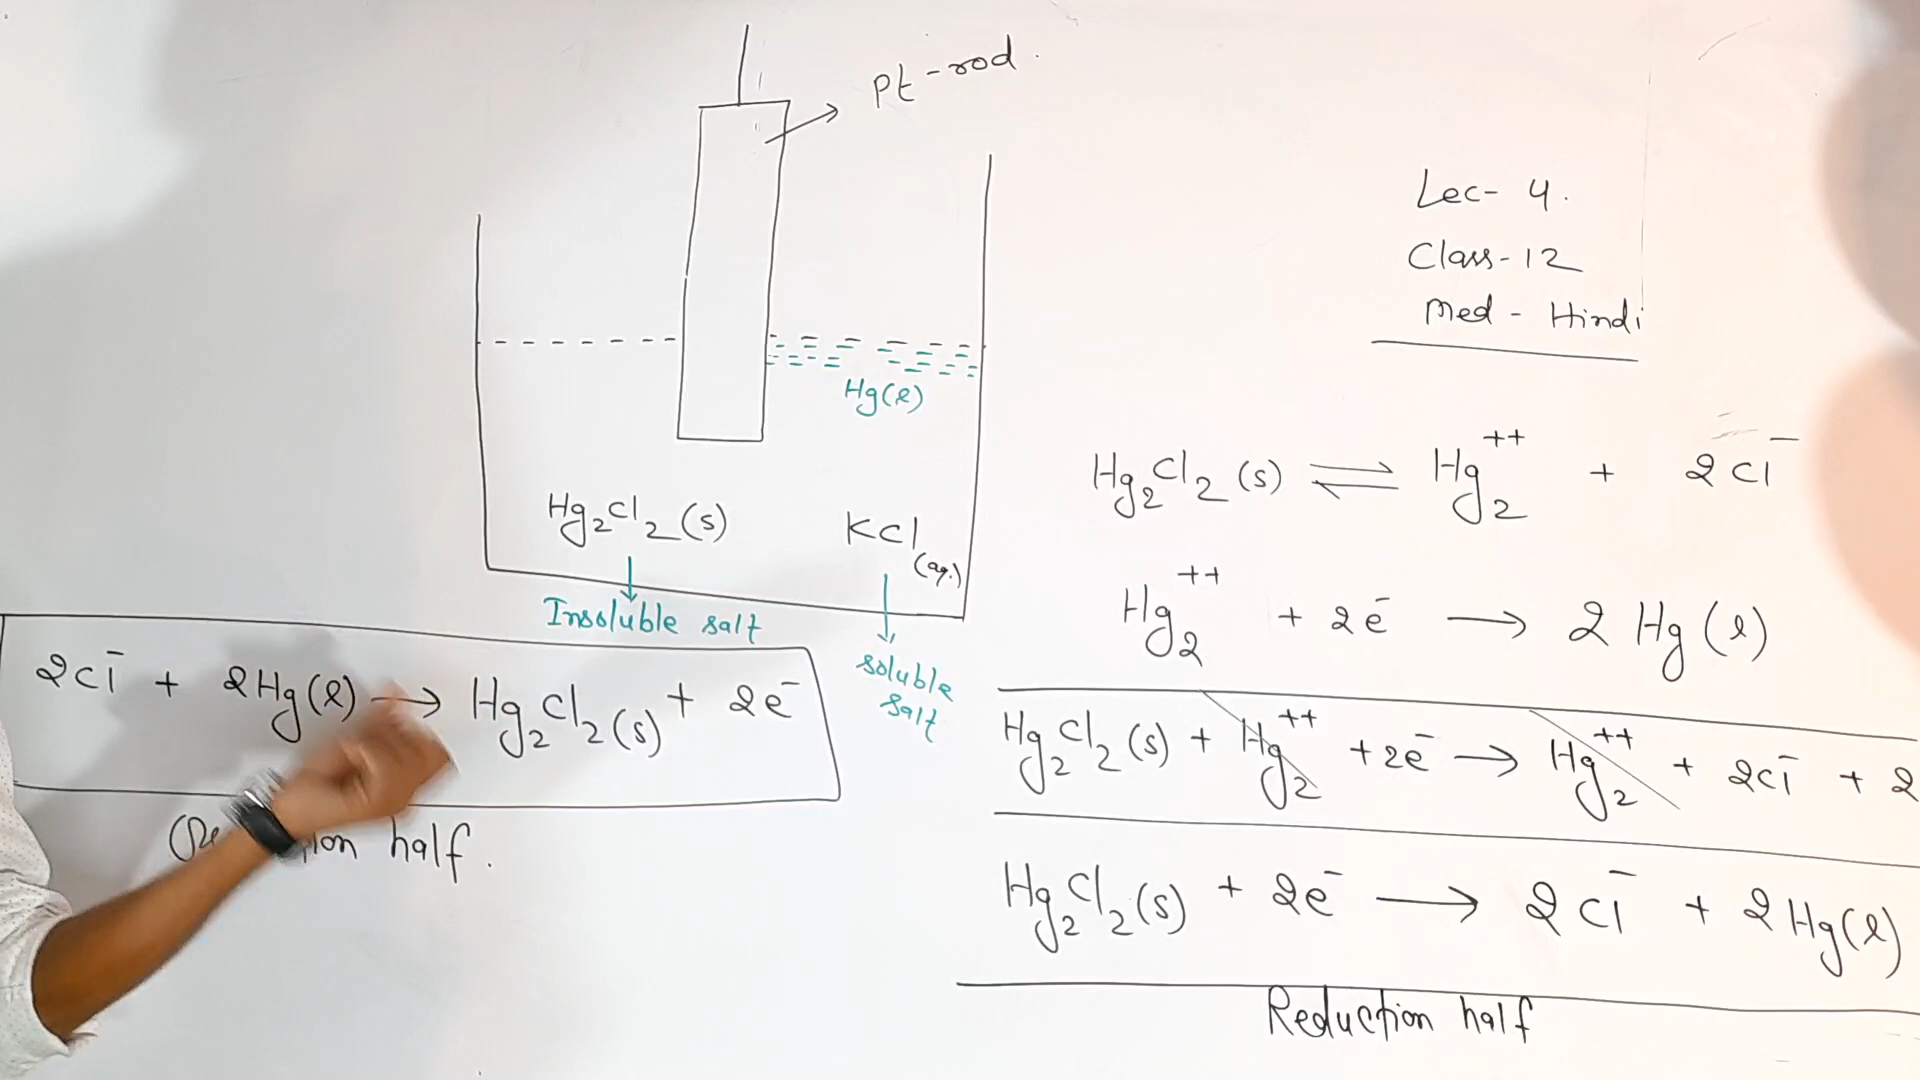 Pt-rod.
Lec- 4.
Class-12
Med - Hindi
Hg(l)
Hg₂Cl₂(s)
KCl(aq.)
Insoluble salt
soluble
salt
Hg₂Cl₂(s) ⇌ Hg₂⁺⁺ + 2Cl⁻
Hg₂⁺⁺ + 2e⁻ → 2Hg(l)
Hg₂Cl₂(s) + Hg₂⁺⁺ + 2e⁻ → Hg₂⁺⁺ + 2Cl⁻ + 2
Hg₂Cl₂(s) + 2e⁻ → 2Cl⁻ + 2Hg(l)
Reduction half
2Cl⁻ + 2Hg(l) → Hg₂Cl₂(s) + 2e⁻
half.